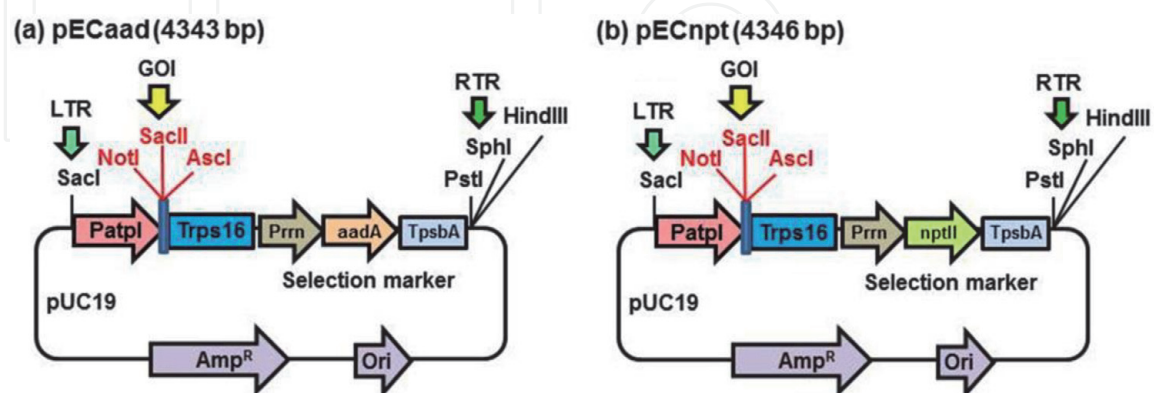 (a) pECaad (4343 bp)
GOI
LTR
RTR
HindIII
SacII
SphI
NotI
AscI
SacI
PstI
PatpI
Trps16
Prrn
aadA
TpsbA
Selection marker
pUC19
Amp^R
Ori
(b) pECnpt (4346 bp)
GOI
LTR
RTR
HindIII
SacII
SphI
NotI
AscI
SacI
PstI
PatpI
Trps16
Prrn
nptII
TpsbA
Selection marker
pUC19
Amp^R
Ori